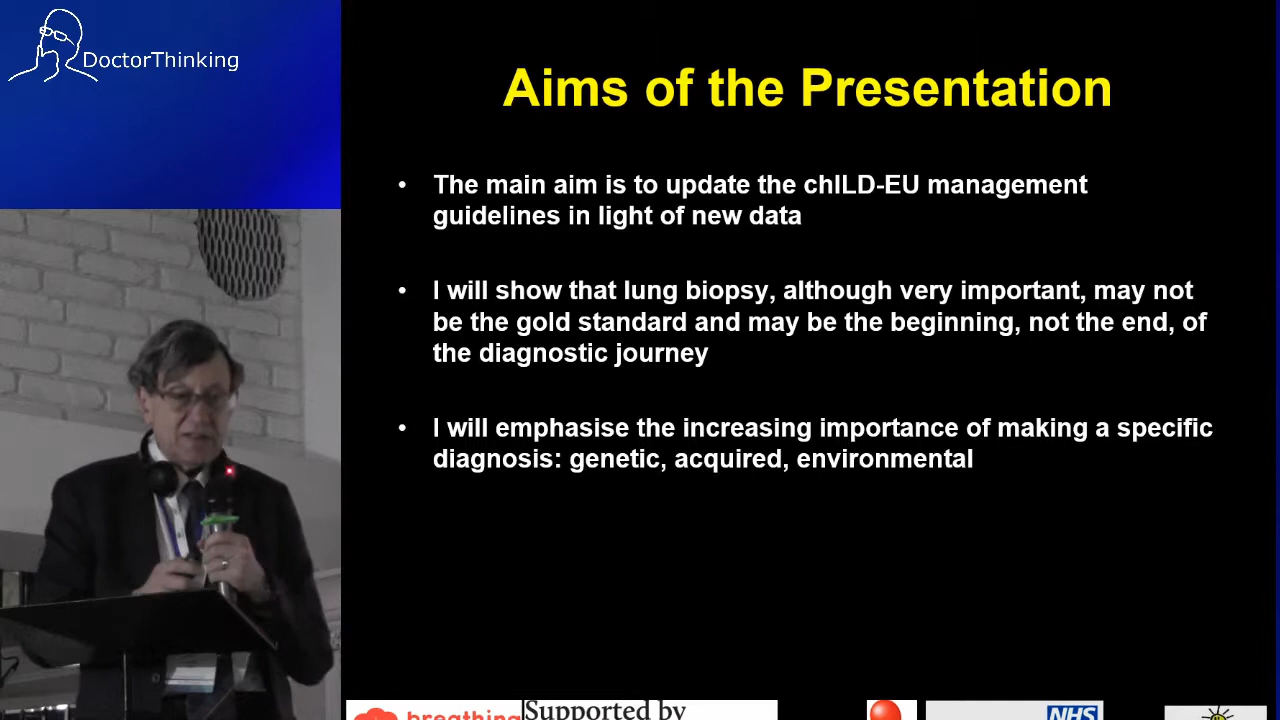 DoctorThinking
Aims of the Presentation
• The main aim is to update the chILD-EU management
guidelines in light of new data
• I will show that lung biopsy, although very important, may not
be the gold standard and may be the beginning, not the end, of
the diagnostic journey
• I will emphasise the increasing importance of making a specific
diagnosis: genetic, acquired, environmental
breathing
Supported by
NHS